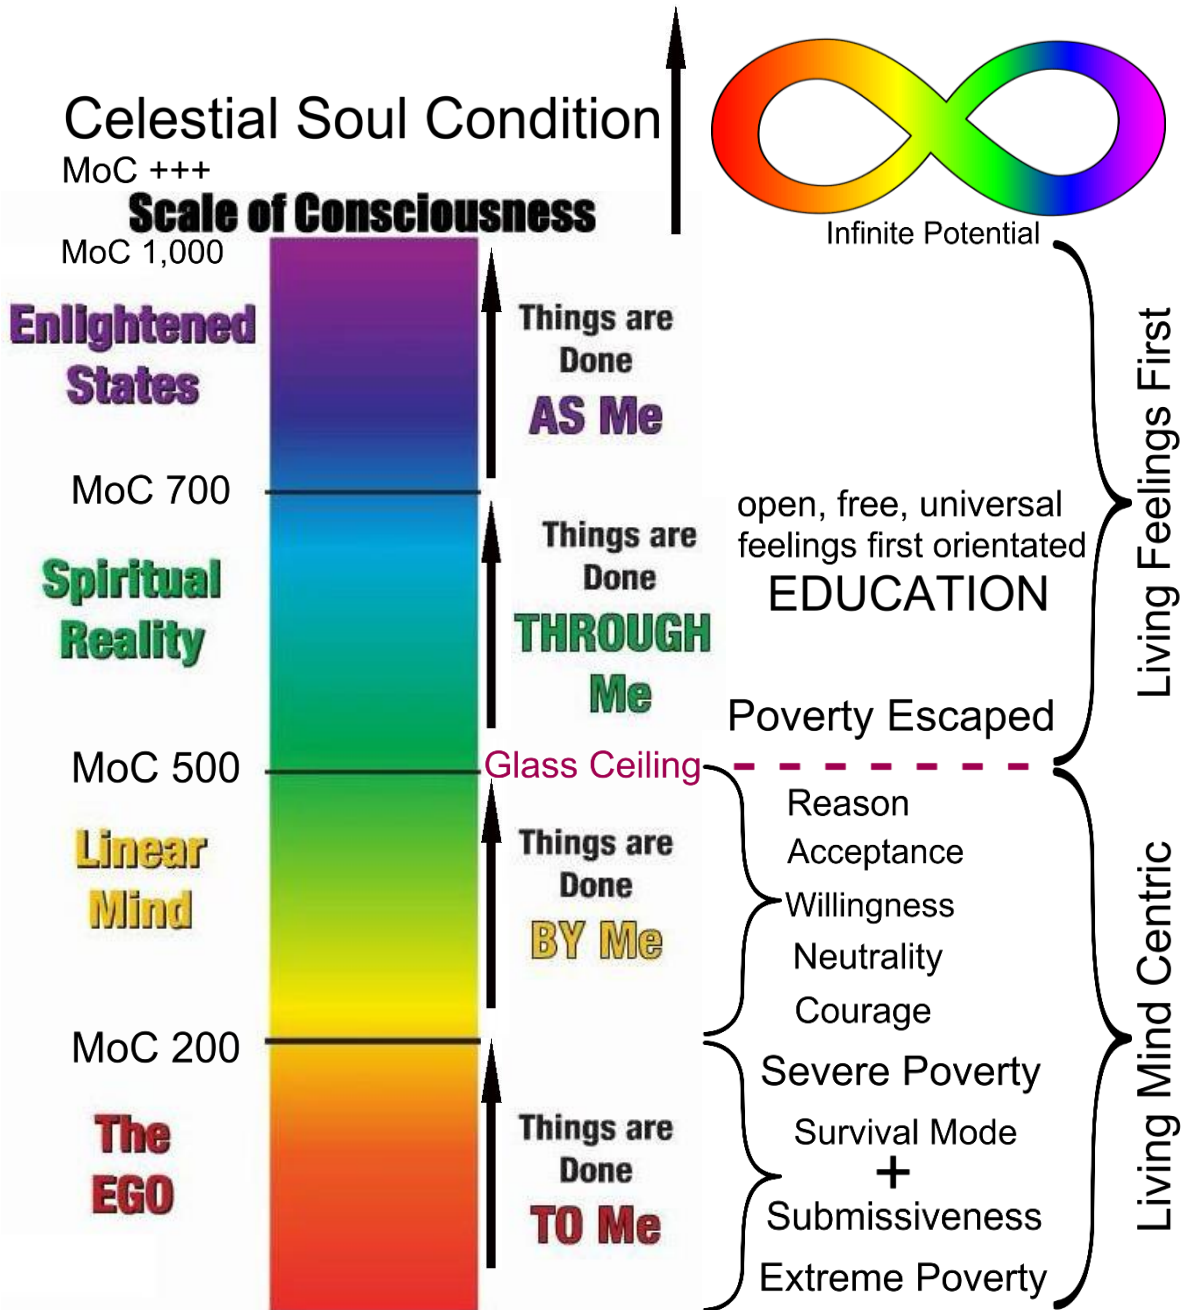 Celestial Soul Condition
MoC +++
Scale of Consciousness
Infinite Potential
MoC 1,000
Enlightened
States
Things are
Done
AS Me
MoC 700
Spiritual
Reality
Things are
Done
THROUGH
Me
open, free, universal
feelings first orientated
EDUCATION
Poverty Escaped
Living Feelings First
MoC 500
Glass Ceiling
Linear
Mind
Things are
Done
BY Me
Reason
Acceptance
Willingness
Neutrality
Courage
MoC 200
The
EGO
Things are
Done
TO Me
Severe Poverty
Survival Mode
+
Submissiveness
Extreme Poverty
Living Mind Centric